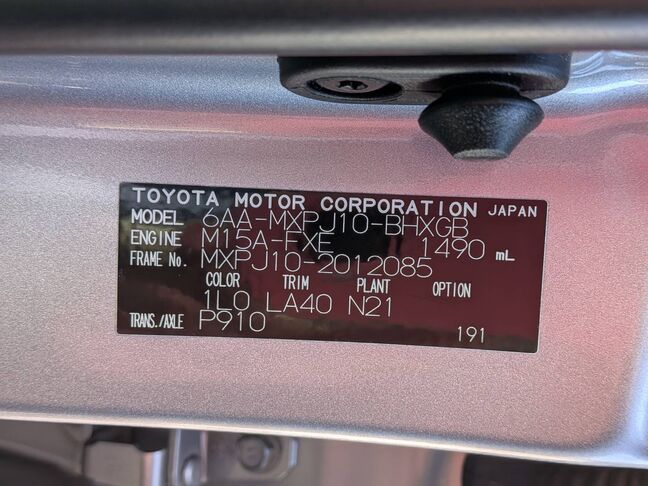 TOYOTA MOTOR CORPORATION JAPAN
MODEL 6AA-MXPJ10-BHXGB
ENGINE M15A-FXE 1490 mL
FRAME No. MXPJ10-2012085
COLOR TRIM PLANT OPTION
1L0 LA40 N21
TRANS./AXLE P910 191